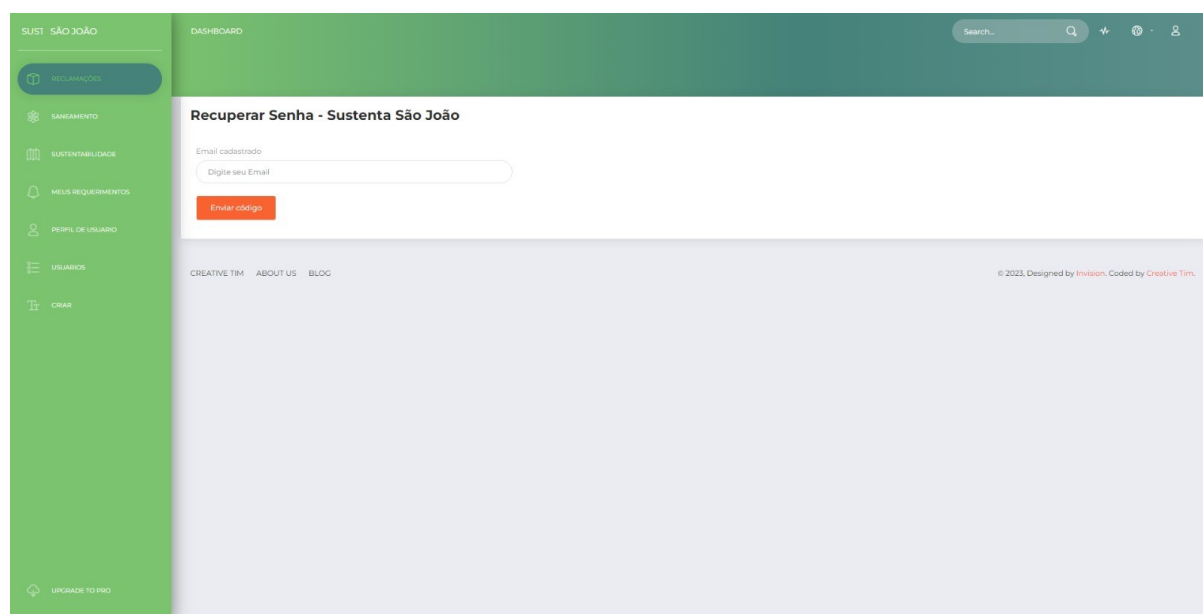 SUST SÃO JOÃO
RECLAMAÇÕES
SANEAMENTO
SUSTENTABILIDADE
MEUS REQUERIMENTOS
PERFIL DE USUARIO
USUARIOS
CRIAR
UPGRADE TO PRO
DASHBOARD
Search...
Recuperar Senha - Sustenta São João
Email cadastrado
Digite seu Email
Enviar código
CREATIVE TIM ABOUT US BLOG
© 2023, Designed by Invision. Coded by Creative Tim.